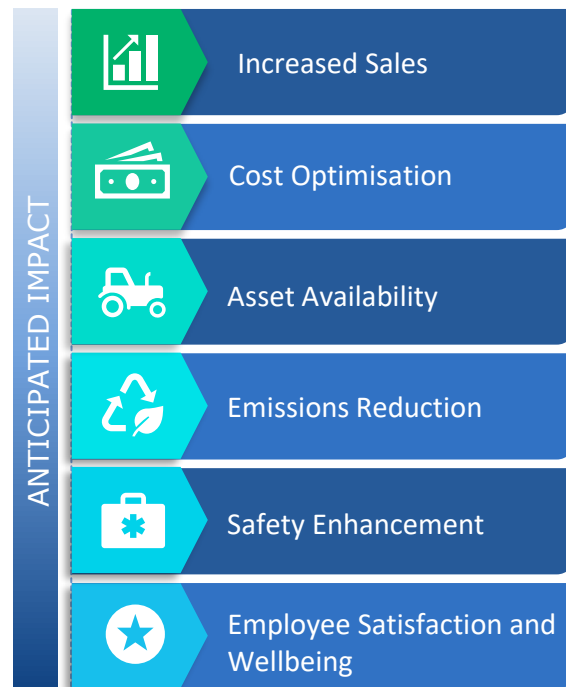 ANTICIPATED IMPACT
Increased Sales
Cost Optimisation
Asset Availability
Emissions Reduction
Safety Enhancement
Employee Satisfaction and
Wellbeing